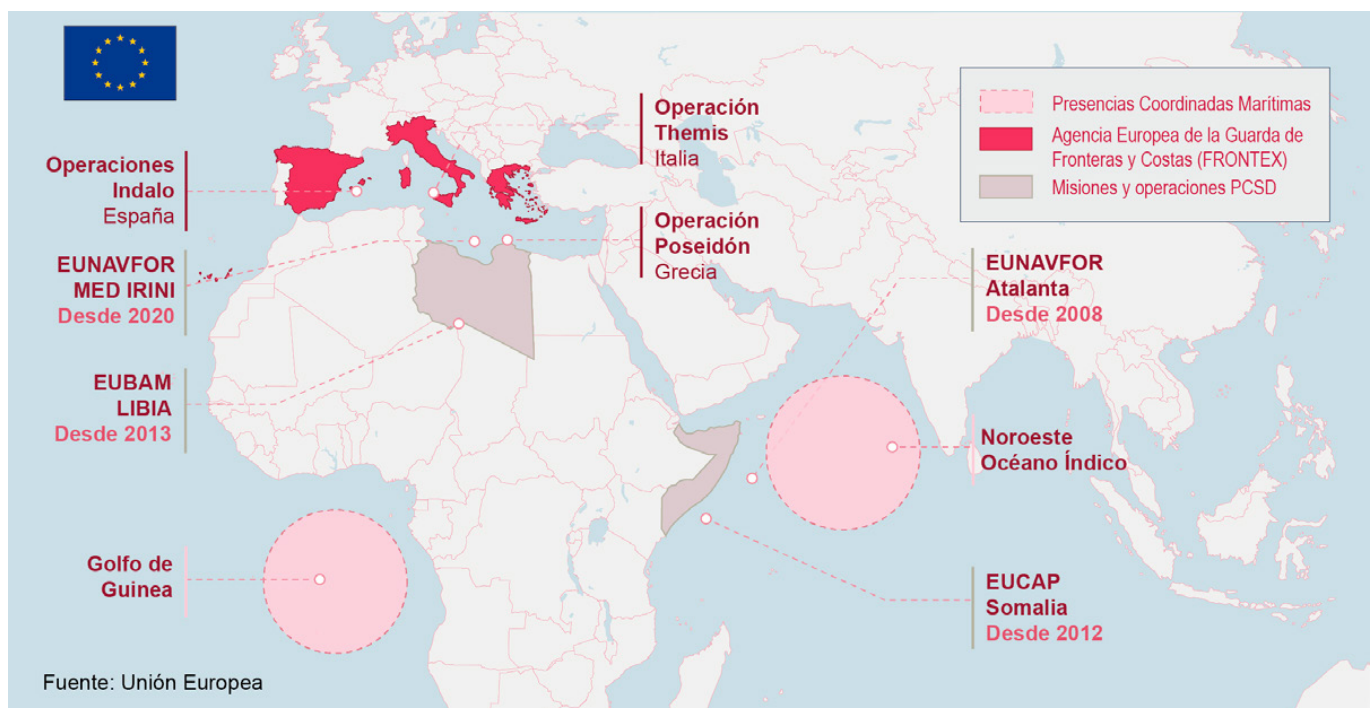 Operación
Themis
Italia
Presencias Coordinadas Marítimas
Agencia Europea de la Guarda de
Fronteras y Costas (FRONTEX)
Misiones y operaciones PCSD
Operaciones
Indalo
España
Operación
Poseidón
Grecia
EUNAVFOR
MED IRINI
Desde 2020
EUNAVFOR
Atalanta
Desde 2008
EUBAM
LIBIA
Desde 2013
Noroeste
Océano Índico
Golfo de
Guinea
EUCAP
Somalia
Desde 2012
Fuente: Unión Europea